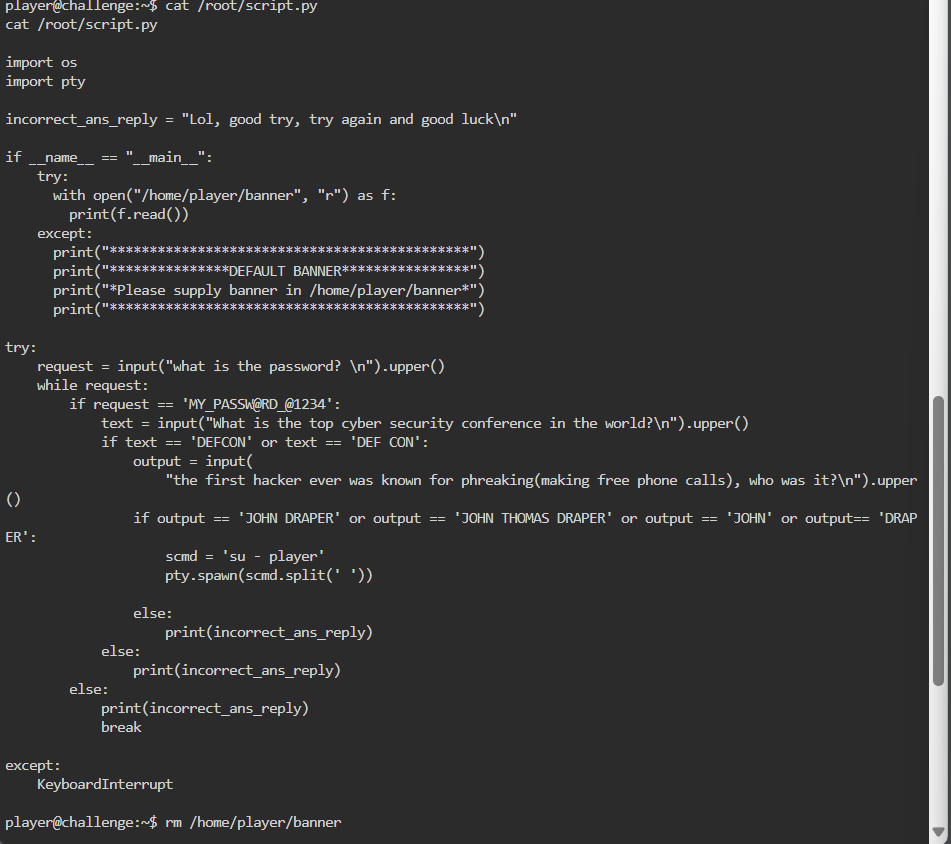 player@challenge:~$ cat /root/script.py
cat /root/script.py
import os
import pty
incorrect_ans_reply = "Lol, good try, try again and good luck\n"
if __name__ == "__main__":
    try:
      with open("/home/player/banner", "r") as f:
        print(f.read())
    except:
      print("*********************************************")
      print("***************DEFAULT BANNER****************")
      print("*Please supply banner in /home/player/banner*")
      print("*********************************************")
try:
    request = input("what is the password? \n").upper()
    while request:
        if request == 'MY_PASSW@RD_@1234':
            text = input("What is the top cyber security conference in the world?\n").upper()
            if text == 'DEFCON' or text == 'DEF CON':
                output = input(
                    "the first hacker ever was known for phreaking(making free phone calls), who was it?\n").upper
()
                if output == 'JOHN DRAPER' or output == 'JOHN THOMAS DRAPER' or output == 'JOHN' or output== 'DRAP
ER':
                    scmd = 'su - player'
                    pty.spawn(scmd.split(' '))
                else:
                    print(incorrect_ans_reply)
            else:
                print(incorrect_ans_reply)
        else:
            print(incorrect_ans_reply)
            break
except:
    KeyboardInterrupt
player@challenge:~$ rm /home/player/banner